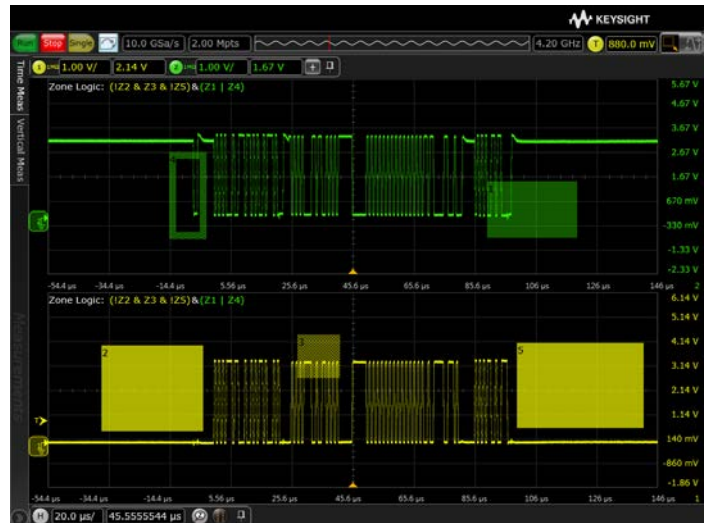 KEYSIGHT
Run Stop Single 10.0 GSa/s 2.00 Mpts 4.20 GHz T 880.0 mV
1 1.00 V/ 2.14 V 2 1.00 V/ 1.67 V +
Time Meas
Vertical Meas
Measurements
Zone Logic: (!Z2 & Z3 & !Z5)&(Z1 | Z4)
5.67 V
4.67 V
3.67 V
2.67 V
1.67 V
670 mV
-330 mV
-1.33 V
-2.33 V
-54.4 µs -34.4 µs -14.4 µs 5.56 µs 25.6 µs 45.6 µs 65.6 µs 85.6 µs 106 µs 126 µs 146 µs 2
Zone Logic: (!Z2 & Z3 & !Z5)&(Z1 | Z4)
6.14 V
5.14 V
4.14 V
3.14 V
2.14 V
1.14 V
140 mV
-860 mV
-1.86 V
2
3
5
T
-54.4 µs -34.4 µs -14.4 µs 5.56 µs 25.6 µs 45.6 µs 65.6 µs 85.6 µs 106 µs 126 µs 146 µs 1
H 20.0 µs/ 45.5555544 µs